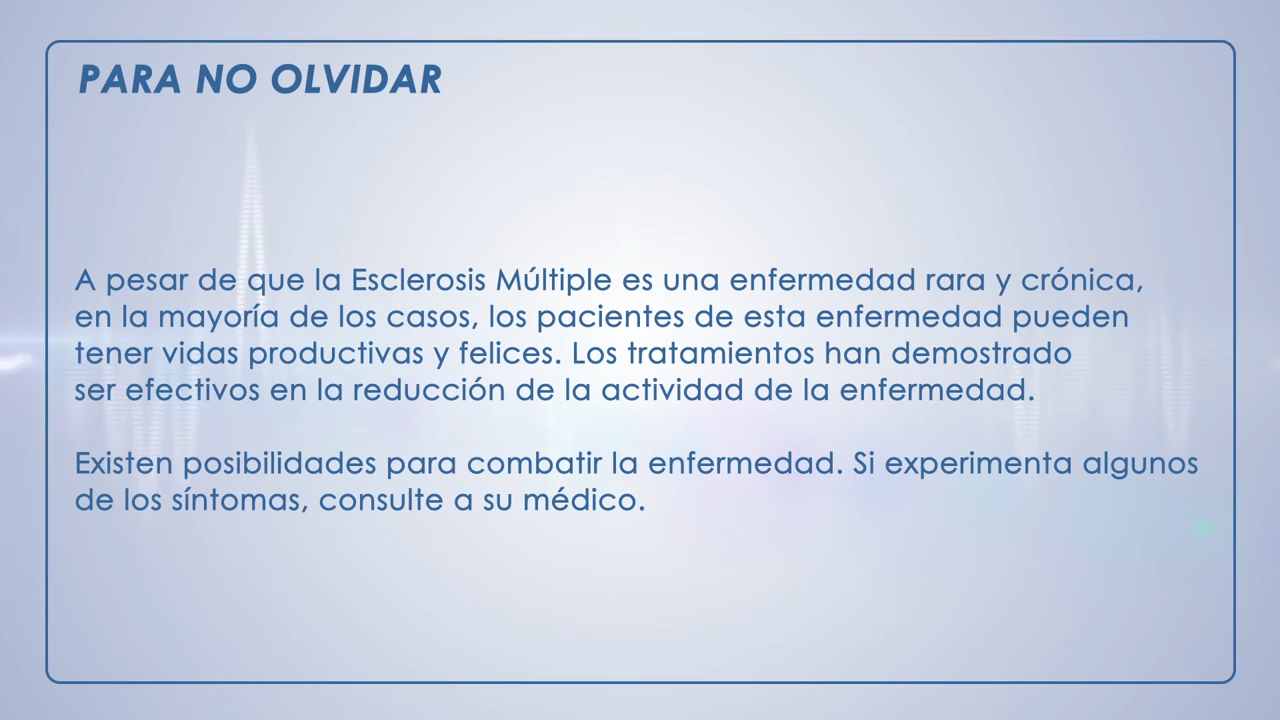 PARA NO OLVIDAR
A pesar de que la Esclerosis Múltiple es una enfermedad rara y crónica,
en la mayoría de los casos, los pacientes de esta enfermedad pueden
tener vidas productivas y felices. Los tratamientos han demostrado
ser efectivos en la reducción de la actividad de la enfermedad.
Existen posibilidades para combatir la enfermedad. Si experimenta algunos
de los síntomas, consulte a su médico.